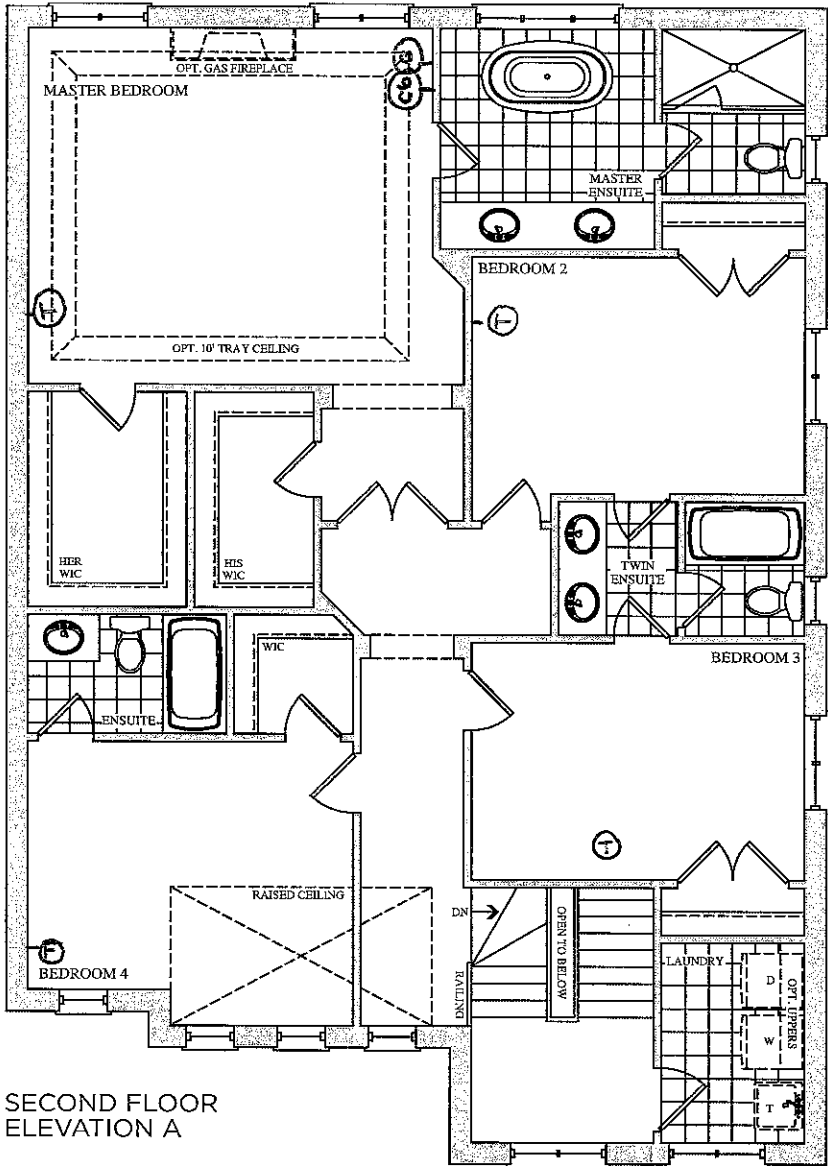 OPT. GAS FIREPLACE
MASTER BEDROOM
MASTER
ENSUITE
BEDROOM 2
T
T
OPT. 10' TRAY CEILING
HER
WIC
HIS
WIC
TWIN
ENSUITE
WIC
BEDROOM 3
ENSUITE
T
RAISED CEILING
DN
OPEN TO BELOW
RAILING
BEDROOM 4
LAUNDRY
D
OPT. UPPERS
W
T
SECOND FLOOR
ELEVATION A